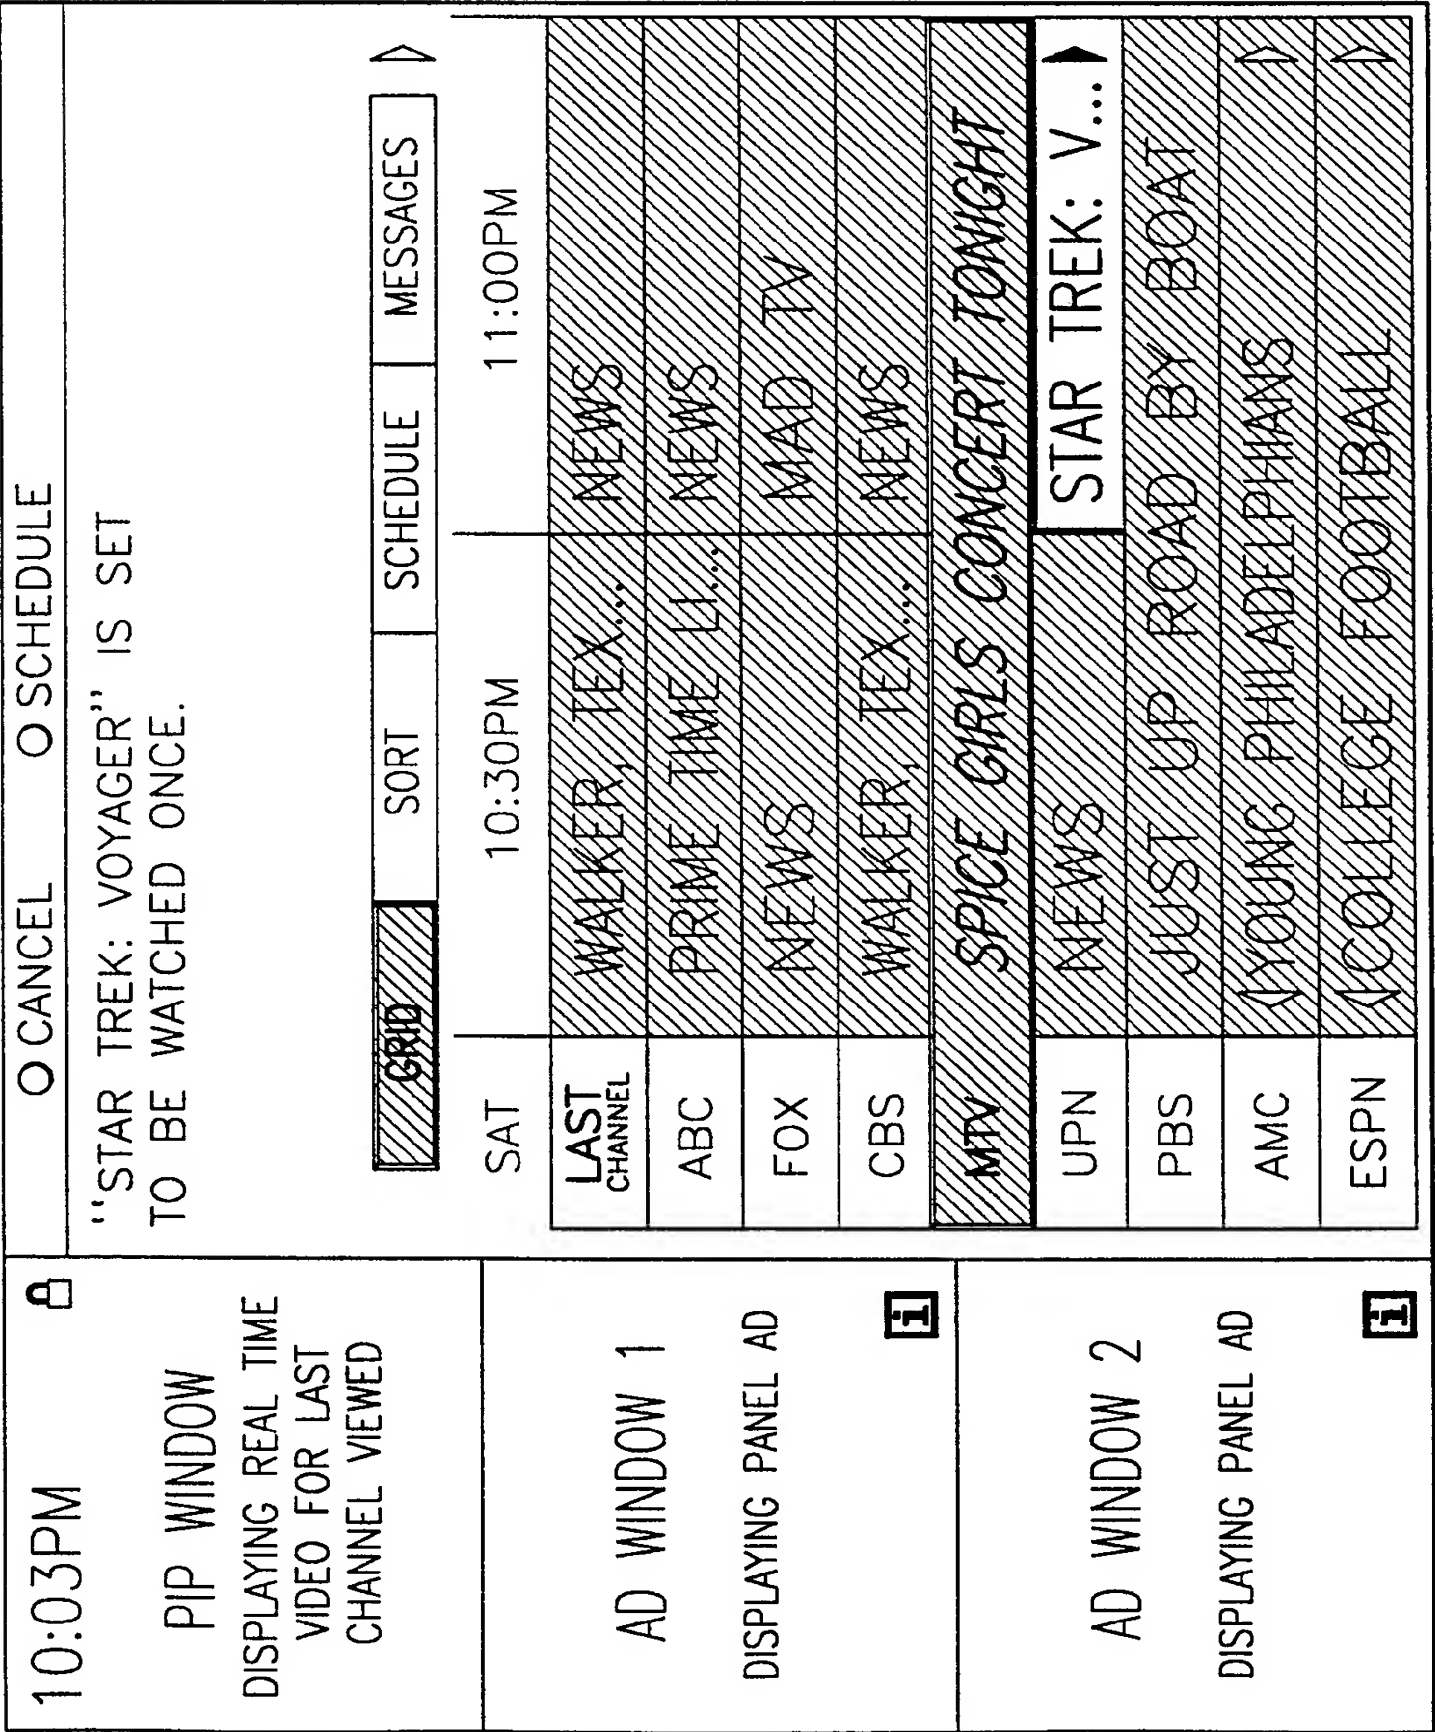 10:03PM
PIP WINDOW
DISPLAYING REAL TIME
VIDEO FOR LAST
CHANNEL VIEWED
AD WINDOW 1
DISPLAYING PANEL AD
i
AD WINDOW 2
DISPLAYING PANEL AD
i
O CANCEL O SCHEDULE
"STAR TREK: VOYAGER" IS SET
TO BE WATCHED ONCE.
GRID SORT SCHEDULE MESSAGES
SAT 10:30PM 11:00PM
LAST
CHANNEL WALKER, TEX... NEWS
ABC PRIME TIME LI... NEWS
FOX NEWS MAD TV
CBS WALKER, TEX... NEWS
MTV SPICE GIRLS CONCERT TONIGHT
UPN NEWS STAR TREK: V...
PBS JUST UP ROAD BY BOAT
AMC YOUNG PHILADELPHIANS
ESPN COLLEGE FOOTBALL